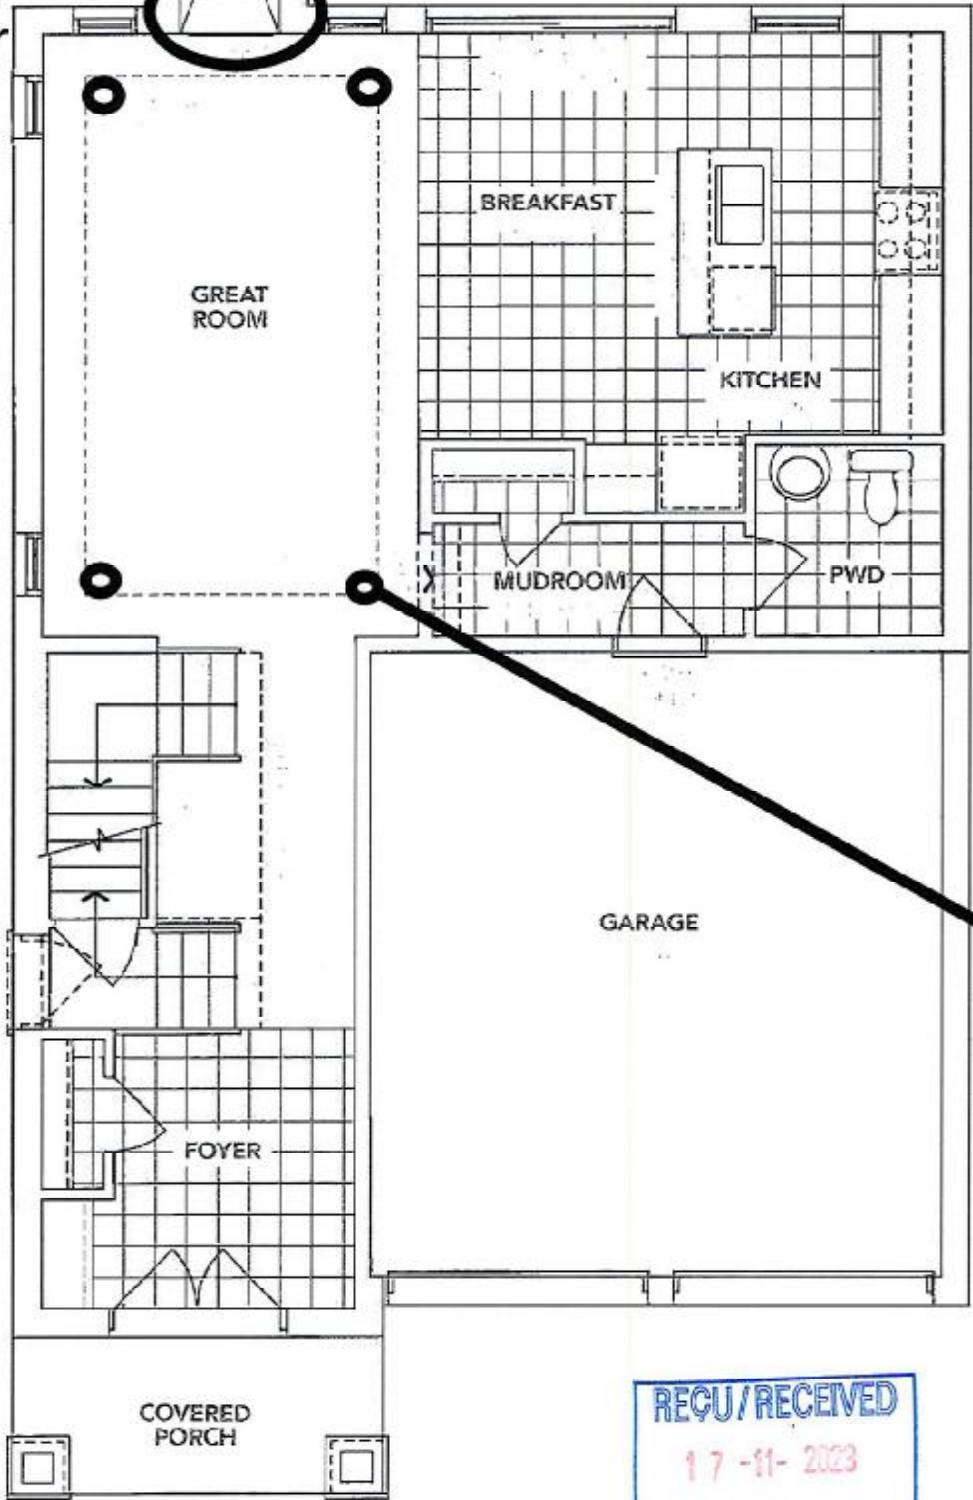 BREAKFAST
GREAT
ROOM
KITCHEN
MUDROOM
PWD
GARAGE
FOYER
COVERED
PORCH
REÇU/RECEIVED
17-11-2023